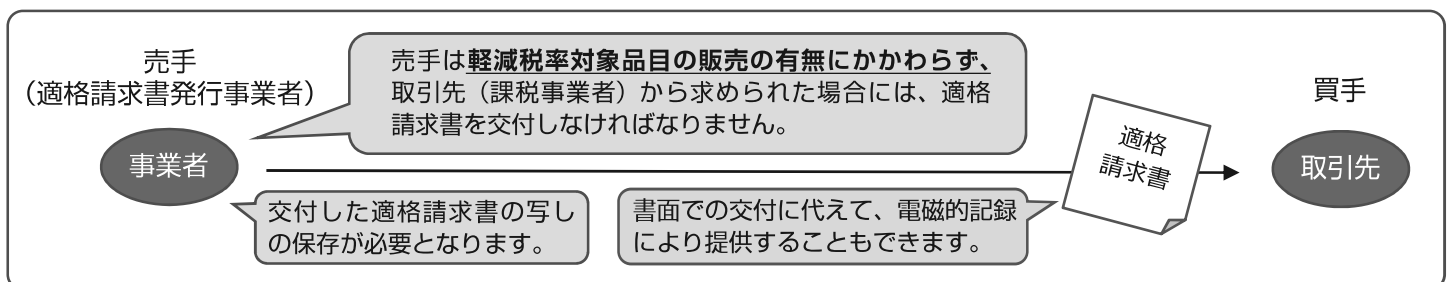 売手
（適格請求書発行事業者）
事業者
売手は軽減税率対象品目の販売の有無にかかわらず、
取引先（課税事業者）から求められた場合には、適格
請求書を交付しなければなりません。
交付した適格請求書の写し
の保存が必要となります。
書面での交付に代えて、電磁的記録
により提供することもできます。
適格
請求書
買手
取引先